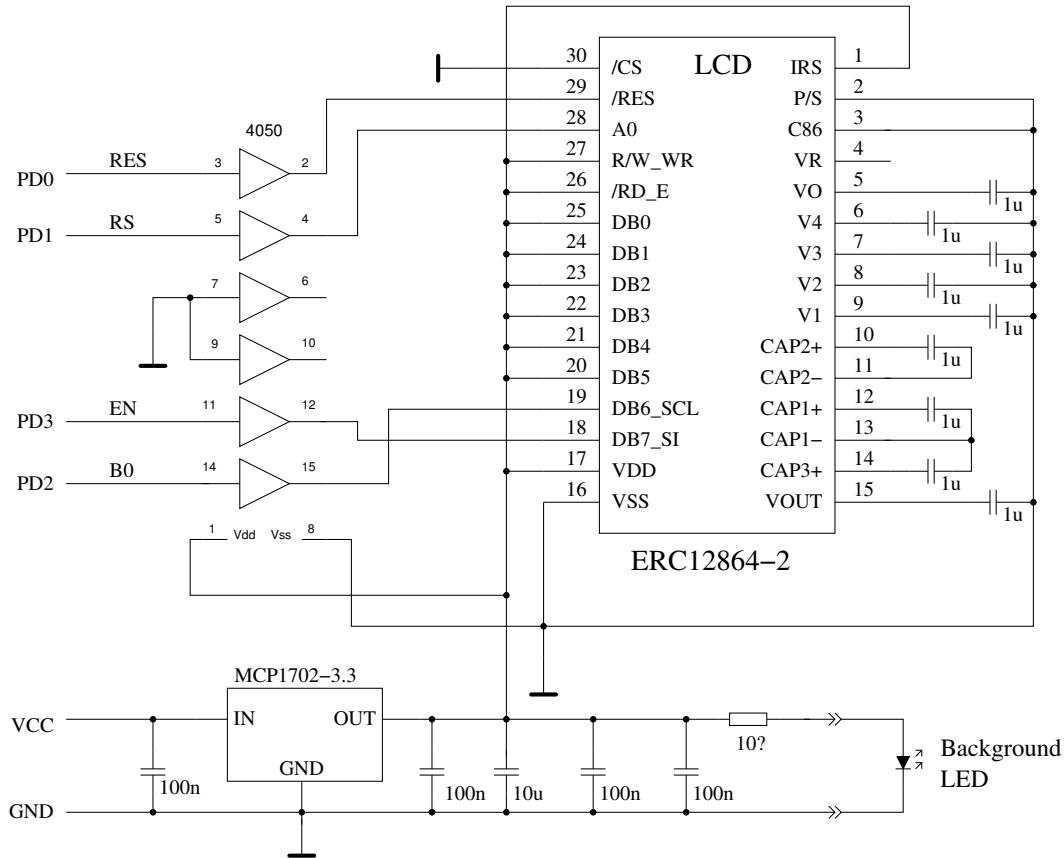 LCD
30 /CS IRS 1
29 /RES P/S 2
28 A0 C86 3
27 R/W_WR VR 4
26 /RD_E VO 5
1u
25 DB0 V4 6
1u
24 DB1 V3 7
1u
23 DB2 V2 8
1u
22 DB3 V1 9
1u
21 DB4 CAP2+ 10
1u
20 DB5 CAP2− 11
19 DB6_SCL CAP1+ 12
1u
18 DB7_SI CAP1− 13
17 VDD CAP3+ 14
1u
16 VSS VOUT 15
1u
ERC12864−2
4050
PD0 RES 3 2
PD1 RS 5 4
7 6
9 10
PD3 EN 11 12
PD2 B0 14 15
1 Vdd Vss 8
MCP1702−3.3
VCC IN OUT
GND
10?
Background
LED
100n
100n
10u
100n
100n
GND